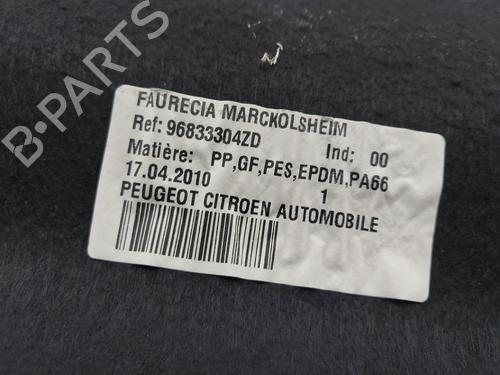 B-PARTS
FAURECIA MARCKOLSHEIM
Ref: 96833304ZD Ind: 00
Matière: PP,GF,PES,EPDM,PA66
17.04.2010 1
PEUGEOT CITROEN AUTOMOBILE